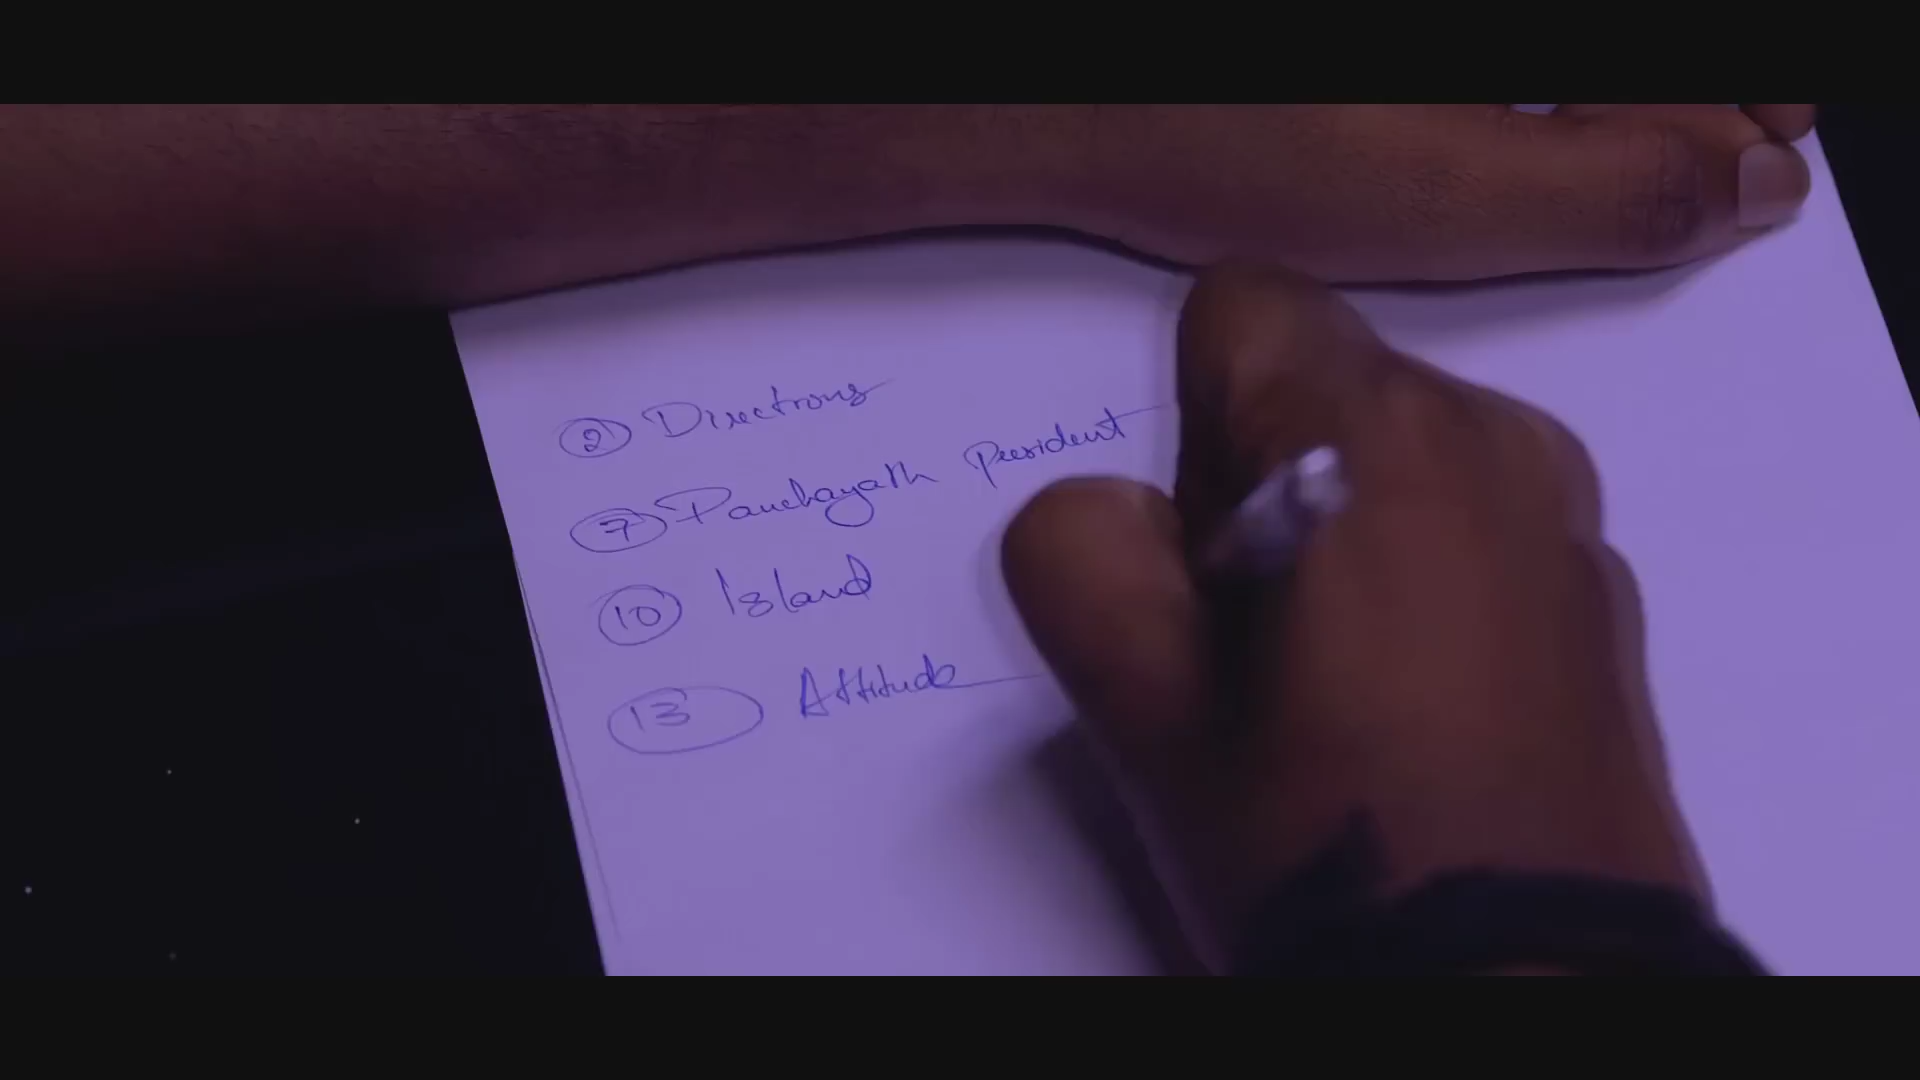 2 Directions
7 Panchayath President
10 Island
13 Attitude